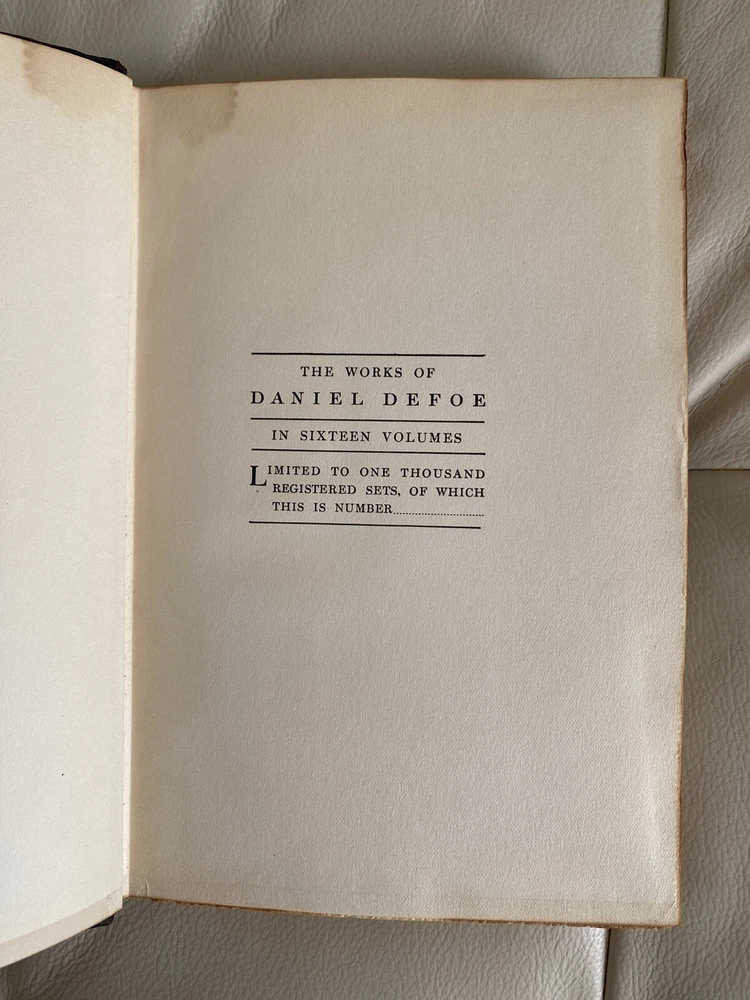 THE WORKS OF
DANIEL DEFOE
IN SIXTEEN VOLUMES
LIMITED TO ONE THOUSAND
REGISTERED SETS, OF WHICH
THIS IS NUMBER